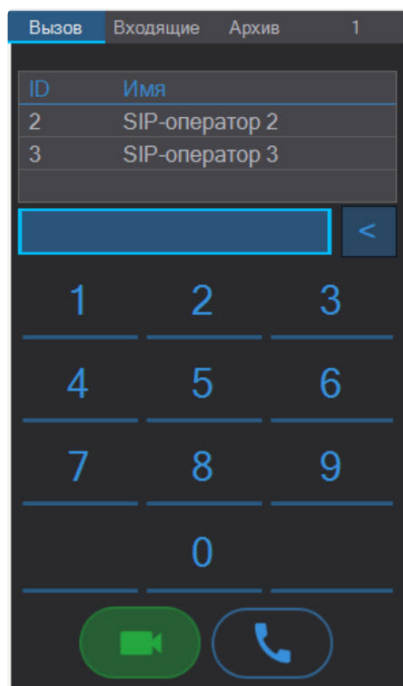 Вызов Входящие Архив 1
ID Имя
2 SIP-оператор 2
3 SIP-оператор 3
<
1 2 3
4 5 6
7 8 9
0